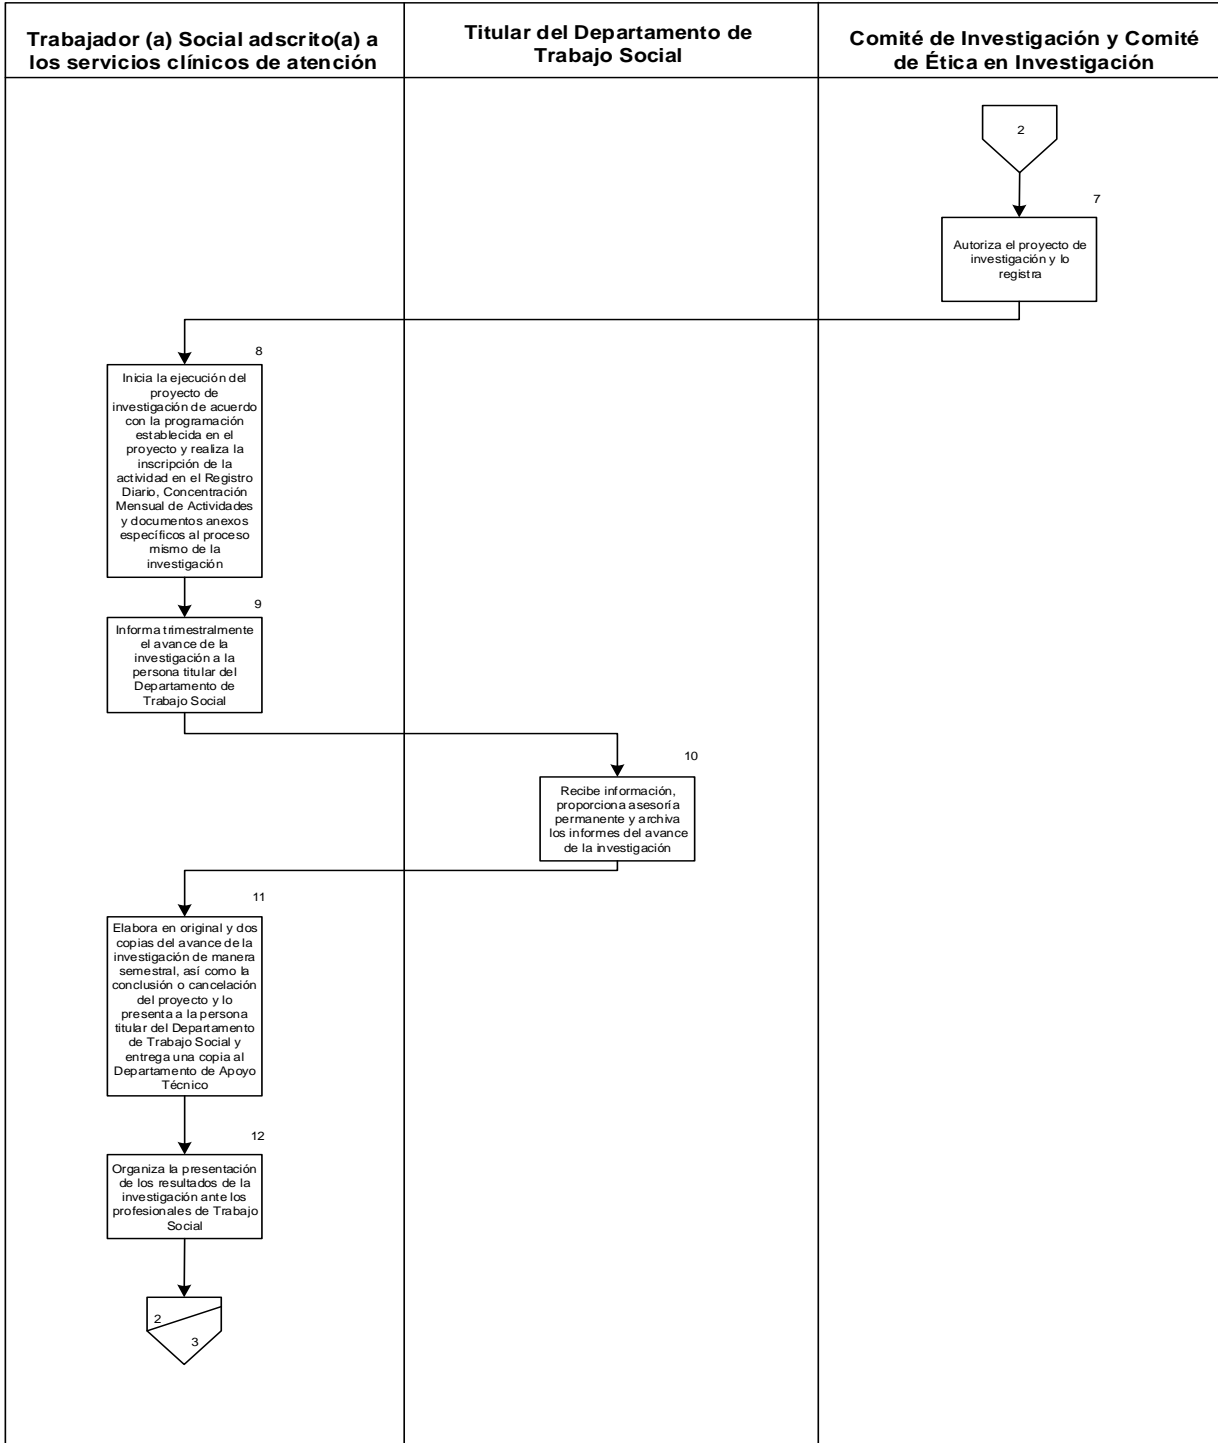 Trabajador (a) Social adscrito(a) a
los servicios clínicos de atención
Titular del Departamento de
Trabajo Social
Comité de Investigación y Comité
de Ética en Investigación
2
7
Autoriza el proyecto de
investigación y lo
registra
8
Inicia la ejecución del
proyecto de
investigación de acuerdo
con la programación
establecida en el
proyecto y realiza la
inscripción de la
actividad en el Registro
Diario, Concentración
Mensual de Actividades
y documentos anexos
específicos al proceso
mismo de la
investigación
9
Informa trimestralmente
el avance de la
investigación a la
persona titular del
Departamento de
Trabajo Social
10
Recibe información,
proporciona asesoría
permanente y archiva
los informes del avance
de la investigación
11
Elabora en original y dos
copias del avance de la
investigación de manera
semestral, así como la
conclusión o cancelación
del proyecto y lo
presenta a la persona
titular del Departamento
de Trabajo Social y
entrega una copia al
Departamento de Apoyo
Técnico
12
Organiza la presentación
de los resultados de la
investigación ante los
profesionales de Trabajo
Social
2
3